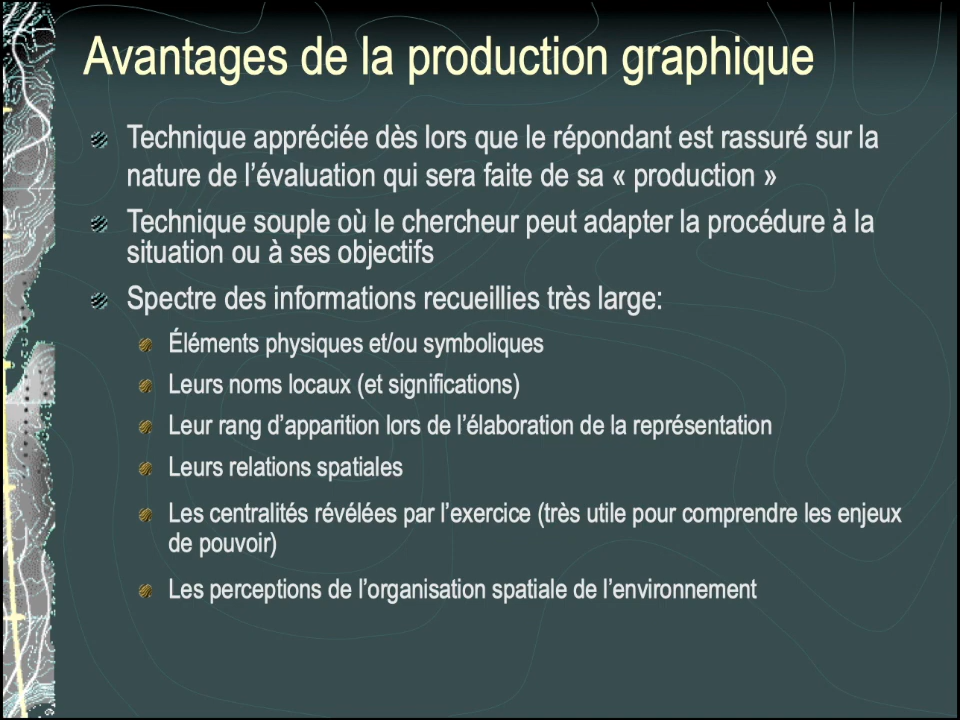 Avantages de la production graphique
Technique appréciée dès lors que le répondant est rassuré sur la
nature de l’évaluation qui sera faite de sa « production »
Technique souple où le chercheur peut adapter la procédure à la
situation ou à ses objectifs
Spectre des informations recueillies très large:
Éléments physiques et/ou symboliques
Leurs noms locaux (et significations)
Leur rang d’apparition lors de l’élaboration de la représentation
Leurs relations spatiales
Les centralités révélées par l’exercice (très utile pour comprendre les enjeux
de pouvoir)
Les perceptions de l’organisation spatiale de l’environnement